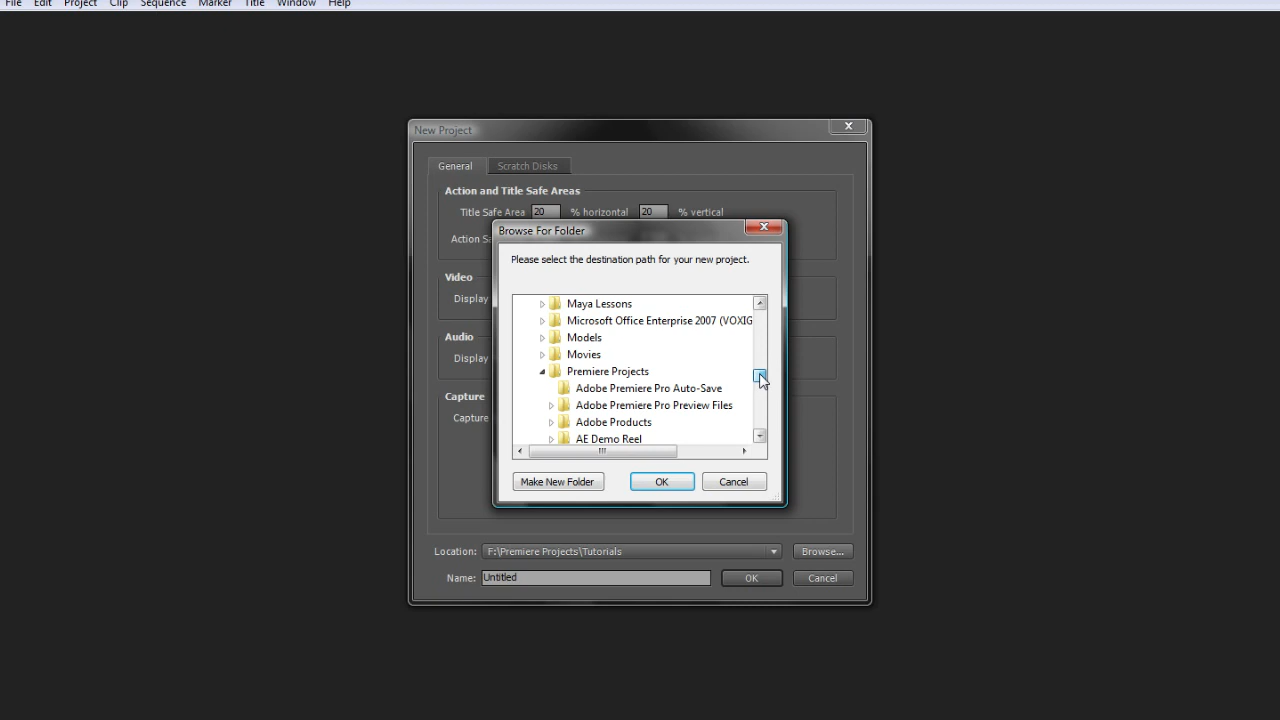 File Edit Project Clip Sequence Marker Title Window Help
New Project
General Scratch Disks
Action and Title Safe Areas
Title Safe Area 20 % horizontal 20 % vertical
Browse For Folder
Action Sa
Please select the destination path for your new project.
Video
Display
Maya Lessons
Microsoft Office Enterprise 2007 (VOXIG
Audio
Models
Movies
Display
Premiere Projects
Adobe Premiere Pro Auto-Save
Capture
Adobe Premiere Pro Preview Files
Capture
Adobe Products
AE Demo Reel
Make New Folder OK Cancel
Location: F:\Premiere Projects\Tutorials Browse...
Name: Untitled OK Cancel